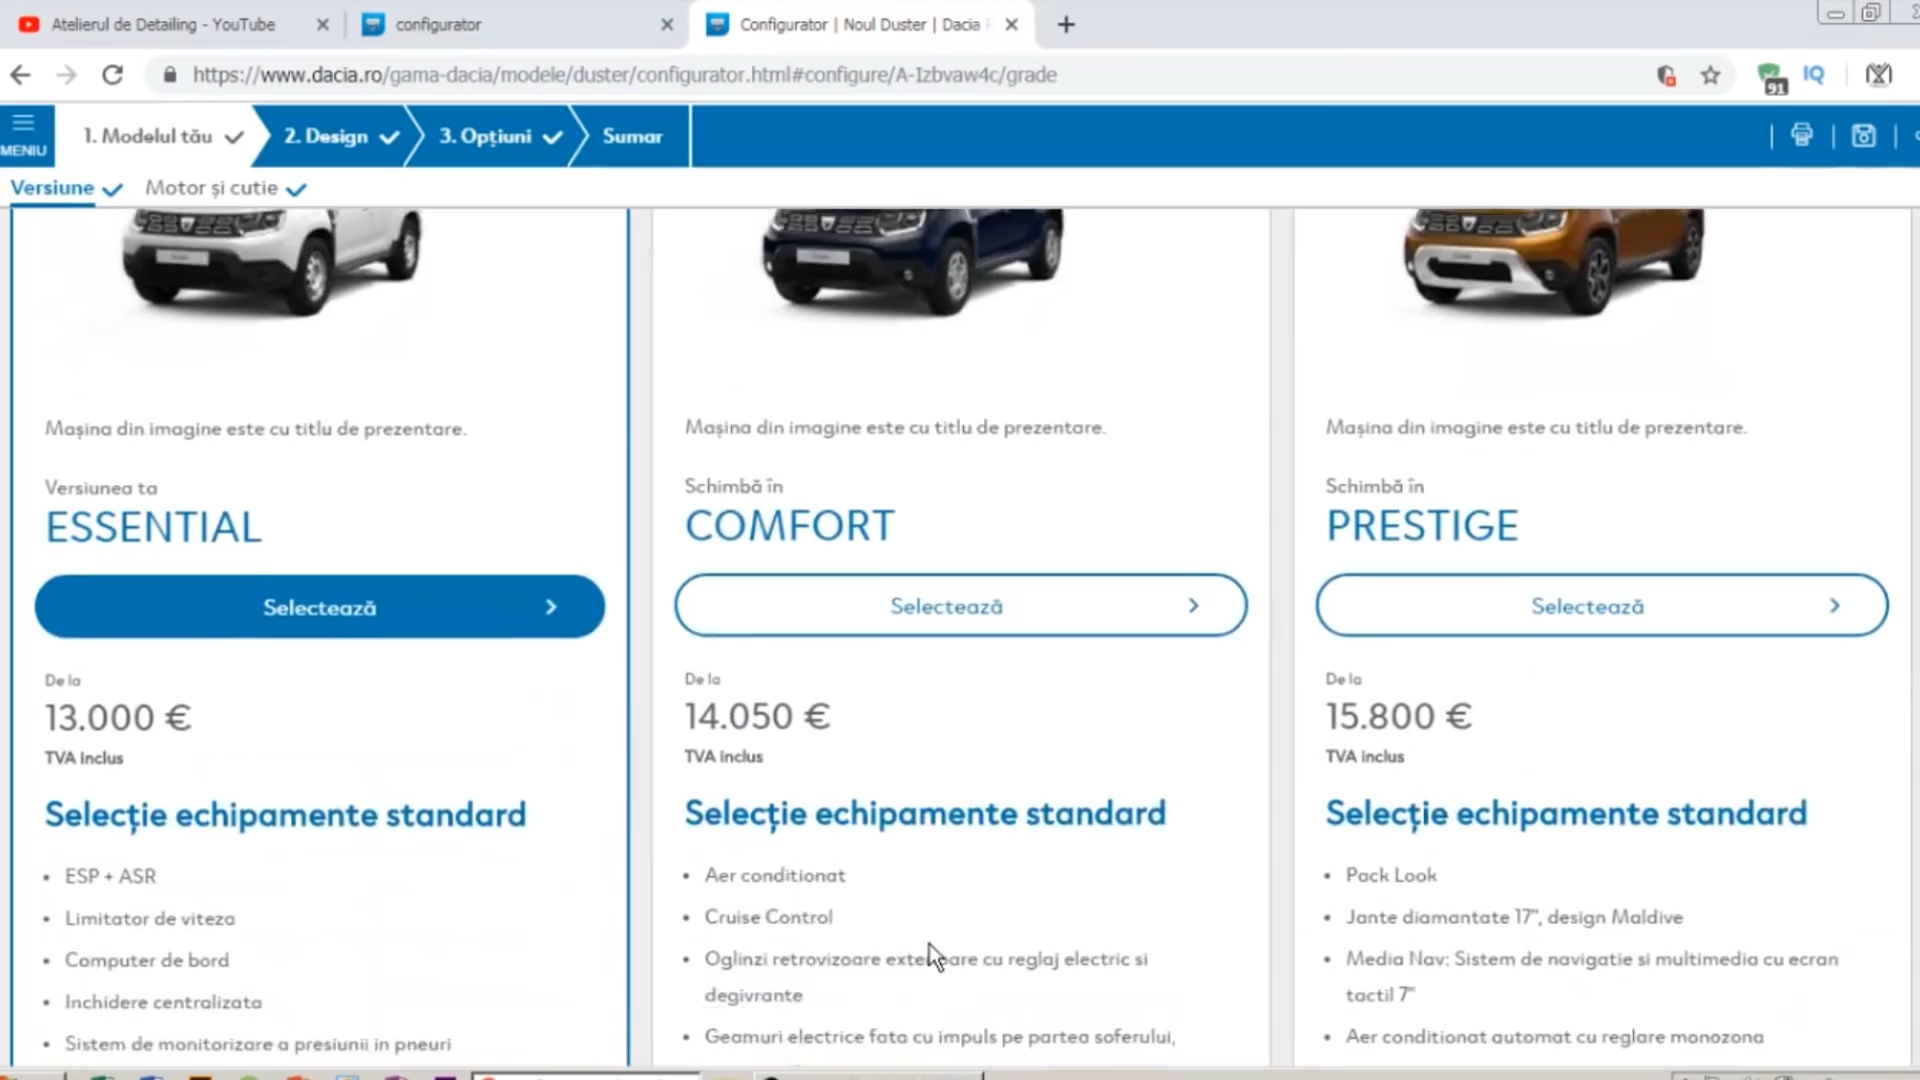 Atelierul de Detailing - YouTube
configurator
Configurator | Noul Duster | Dacia
https://www.dacia.ro/gama-dacia/modele/duster/configurator.html#configure/A-Izbvaw4c/grade
91
IQ
MENIU
1. Modelul tău
2. Design
3. Opțiuni
Sumar
Versiune
Motor și cutie
Mașina din imagine este cu titlu de prezentare.
Versiunea ta
ESSENTIAL
Selectează
De la
13.000 €
TVA inclus
Selecție echipamente standard
• ESP + ASR
• Limitator de viteza
• Computer de bord
• Inchidere centralizata
• Sistem de monitorizare a presiunii in pneuri
Mașina din imagine este cu titlu de prezentare.
Schimbă în
COMFORT
Selectează
De la
14.050 €
TVA inclus
Selecție echipamente standard
• Aer conditionat
• Cruise Control
• Oglinzi retrovizoare exterioare cu reglaj electric si
degivrante
• Geamuri electrice fata cu impuls pe partea soferului,
Mașina din imagine este cu titlu de prezentare.
Schimbă în
PRESTIGE
Selectează
De la
15.800 €
TVA inclus
Selecție echipamente standard
• Pack Look
• Jante diamantate 17", design Maldive
• Media Nav: Sistem de navigatie si multimedia cu ecran
tactil 7"
• Aer conditionat automat cu reglare monozona